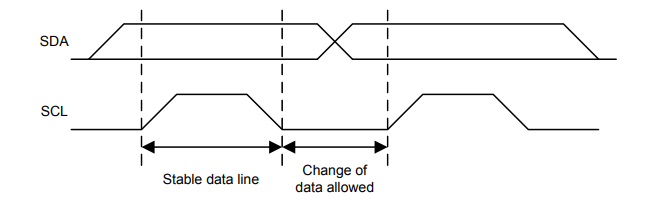 SDA
SCL
Stable data line
Change of
data allowed